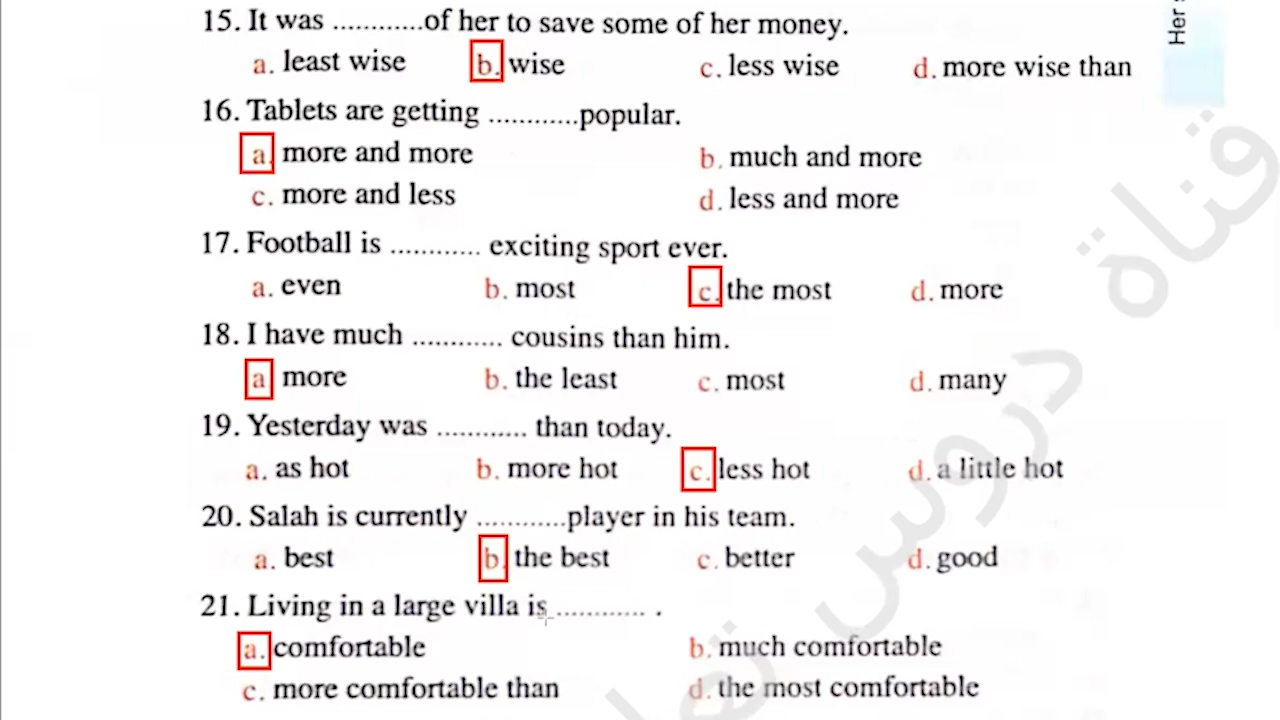 15. It was ............of her to save some of her money.
a. least wise b. wise c. less wise d. more wise than
16. Tablets are getting ............popular.
a. more and more b. much and more
c. more and less d. less and more
17. Football is ............ exciting sport ever.
a. even b. most c. the most d. more
18. I have much ............ cousins than him.
a more b. the least c. most d. many
19. Yesterday was ............ than today.
a. as hot b. more hot c. less hot d. a little hot
20. Salah is currently ............player in his team.
a. best b. the best c. better d. good
21. Living in a large villa is ............ .
a. comfortable b. much comfortable
c. more comfortable than d. the most comfortable
Her
قناة دروس